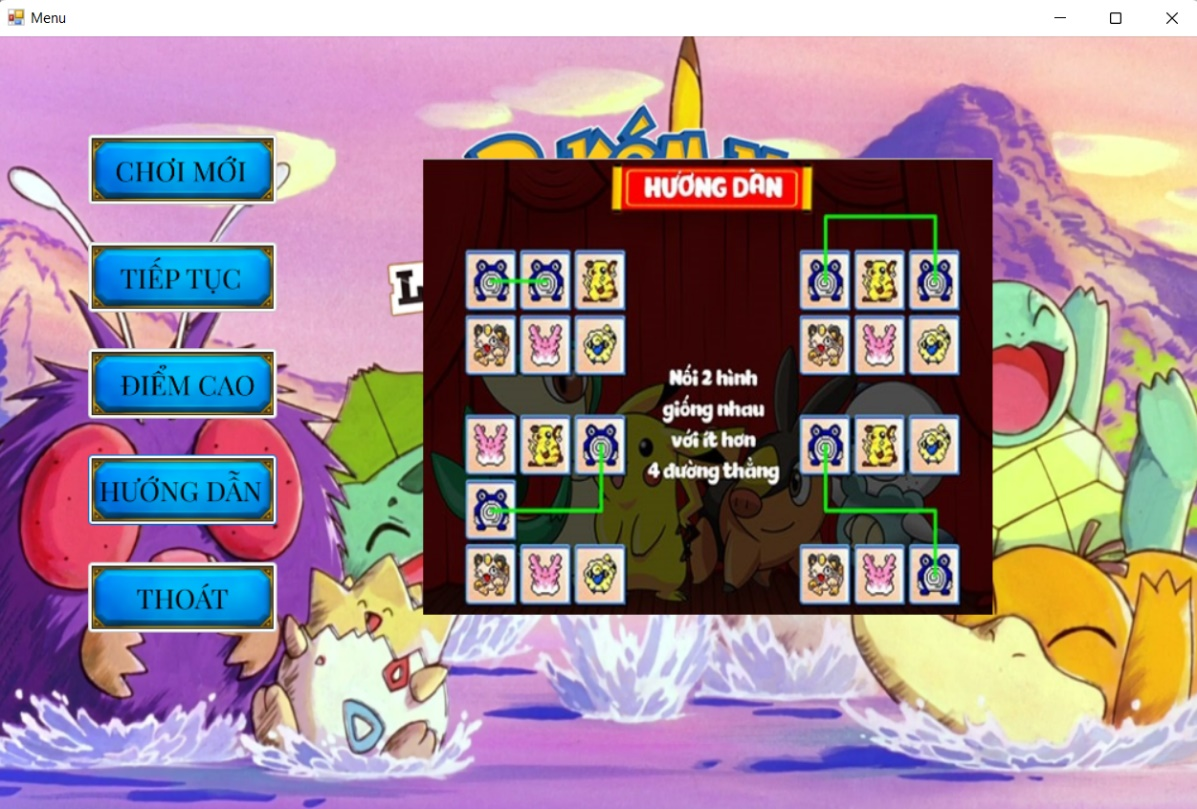 Menu
CHƠI MỚI
TIẾP TỤC
ĐIỂM CAO
HƯỚNG DẪN
THOÁT
L
HƯỚNG DẪN
Nối 2 hình
giống nhau
với ít hơn
4 đường thẳng